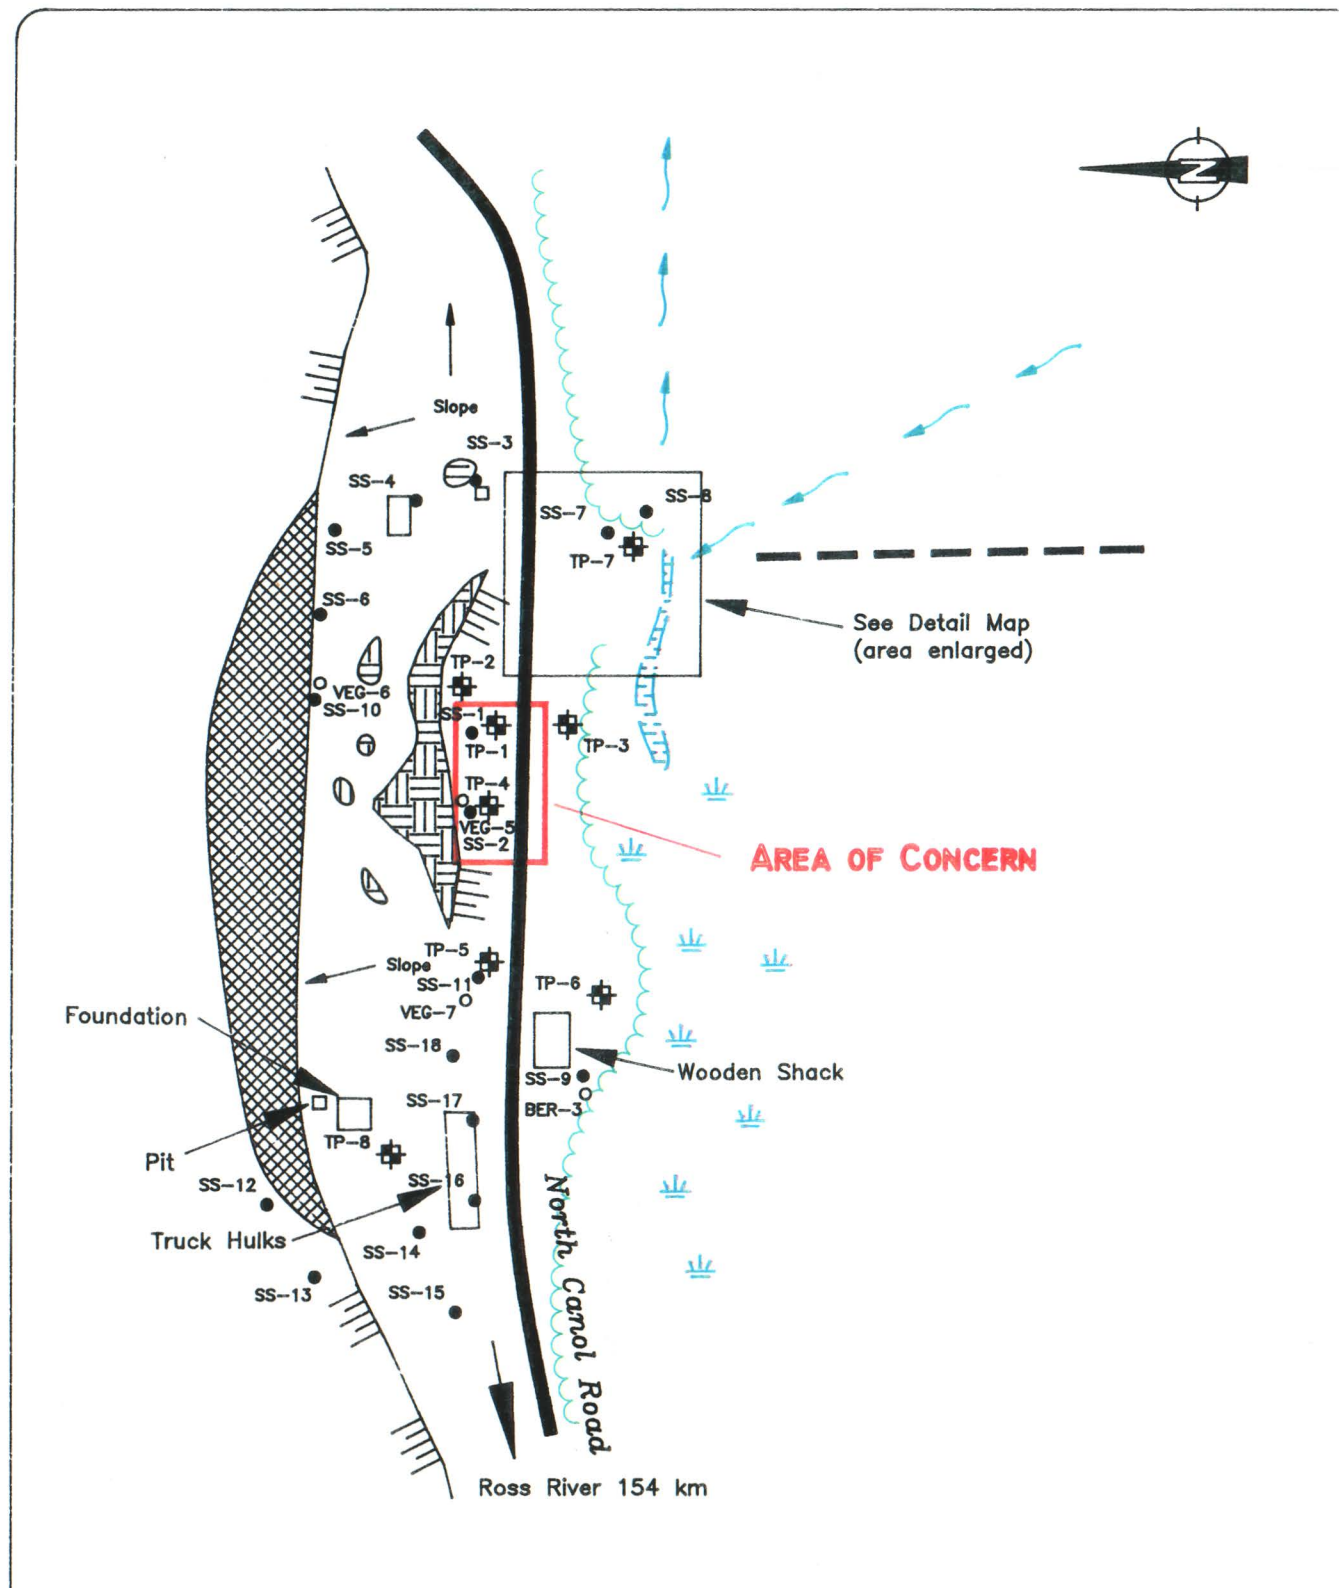 N
Slope
SS-3
SS-4
SS-8
SS-7
SS-5
TP-7
SS-6
See Detail Map
(area enlarged)
TP-2
VEG-6
SS-10
SS-1
TP-1
TP-3
TP-4
VEG-5
SS-2
AREA OF CONCERN
TP-5
Slope
SS-11
TP-6
VEG-7
Foundation
SS-18
Wooden Shack
SS-9
SS-17
BER-3
TP-8
Pit
SS-16
SS-12
Truck Hulks
SS-14
SS-13
SS-15
North Canol Road
Ross River 154 km